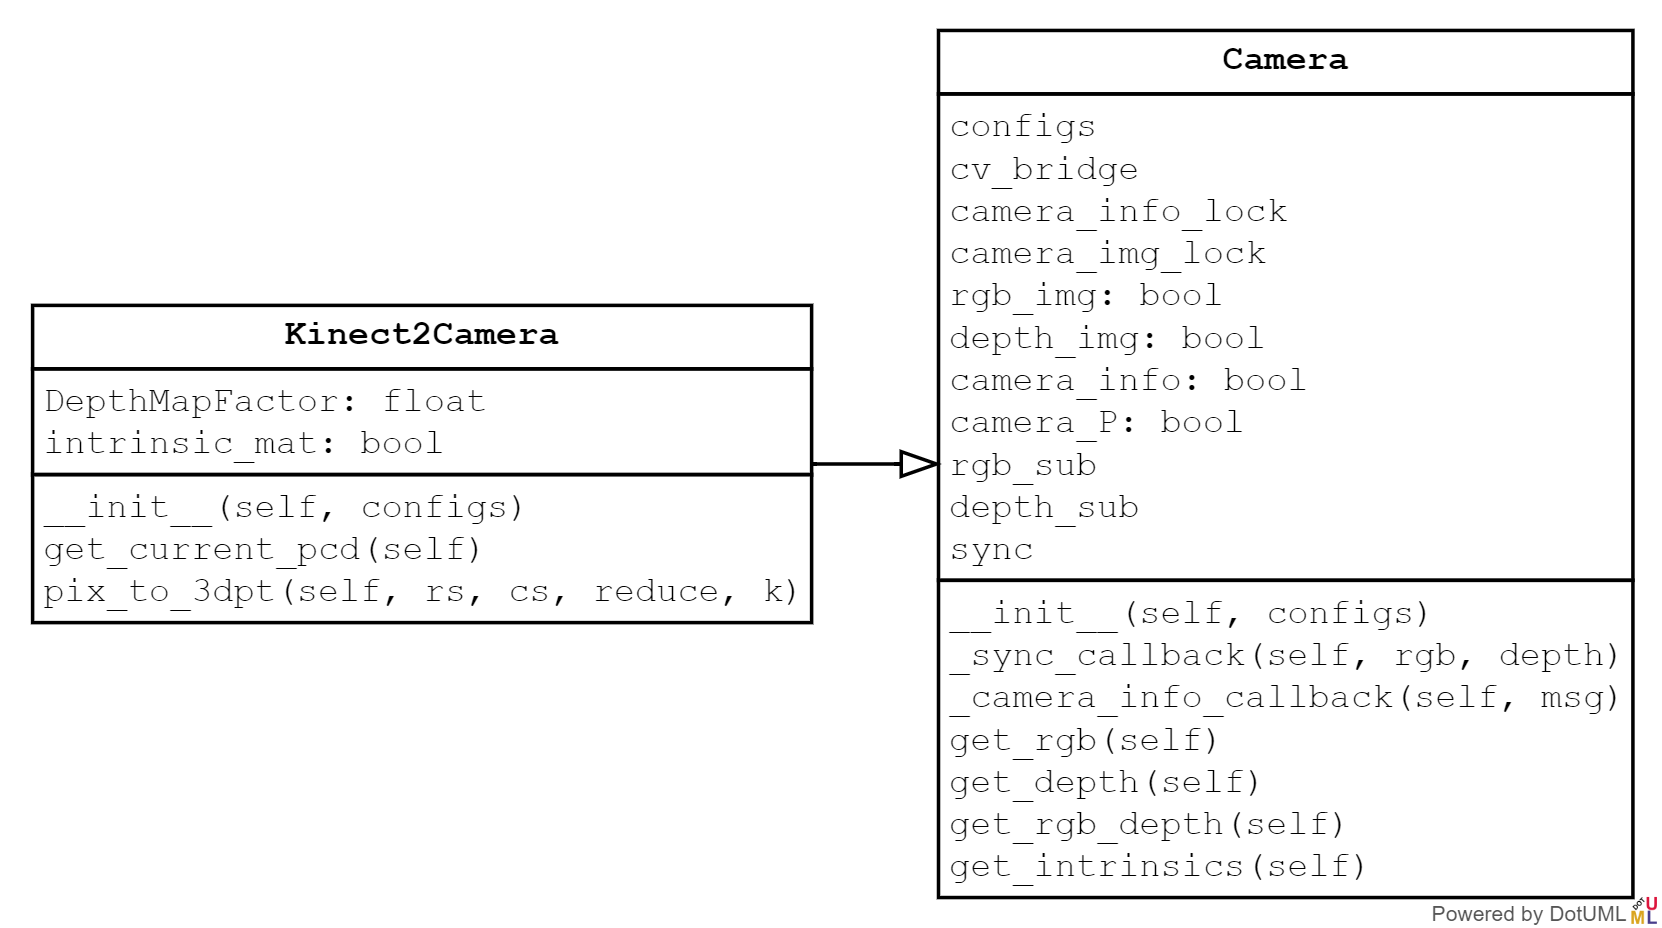 Kinect2Camera
DepthMapFactor: float
intrinsic_mat: bool
__init__(self, configs)
get_current_pcd(self)
pix_to_3dpt(self, rs, cs, reduce, k)
Camera
configs
cv_bridge
camera_info_lock
camera_img_lock
rgb_img: bool
depth_img: bool
camera_info: bool
camera_P: bool
rgb_sub
depth_sub
sync
__init__(self, configs)
_sync_callback(self, rgb, depth)
_camera_info_callback(self, msg)
get_rgb(self)
get_depth(self)
get_rgb_depth(self)
get_intrinsics(self)
Powered by DotUML
DOT UML